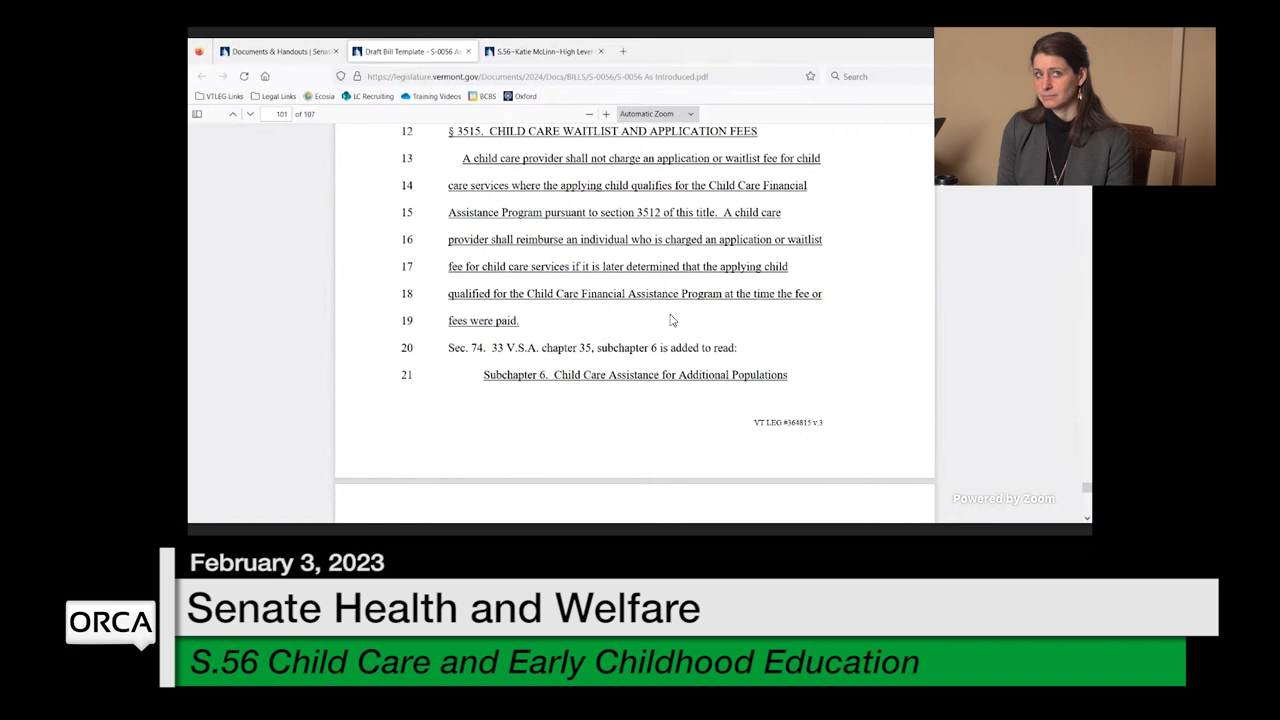 Documents & Handouts | Senat
Draft Bill Template - S-0056 As
S.56~Katie McLinn~High Level
https://legislature.vermont.gov/Documents/2024/Docs/BILLS/S-0056/S-0056 As Introduced.pdf
Search
VTLEG Links
Legal Links
Ecosia
LC Recruiting
Training Videos
BCBS
Oxford
101 of 107
Automatic Zoom
12 § 3515. CHILD CARE WAITLIST AND APPLICATION FEES
13 A child care provider shall not charge an application or waitlist fee for child
14 care services where the applying child qualifies for the Child Care Financial
15 Assistance Program pursuant to section 3512 of this title. A child care
16 provider shall reimburse an individual who is charged an application or waitlist
17 fee for child care services if it is later determined that the applying child
18 qualified for the Child Care Financial Assistance Program at the time the fee or
19 fees were paid.
20 Sec. 74. 33 V.S.A. chapter 35, subchapter 6 is added to read:
21 Subchapter 6. Child Care Assistance for Additional Populations
VT LEG #364815 v.3
Powered by Zoom
February 3, 2023
ORCA
Senate Health and Welfare
S.56 Child Care and Early Childhood Education